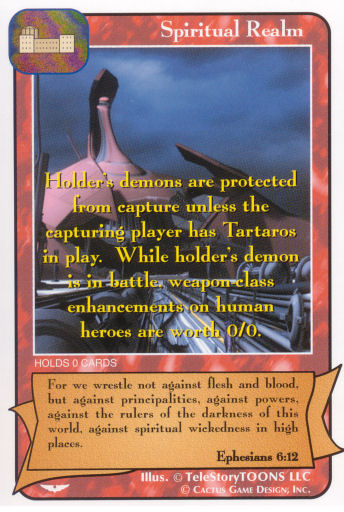 Spiritual Realm
Holder's demons are protected
from capture unless the
capturing player has Tartaros
in play. While holder's demon
is in battle, weapon-class
enhancements on human
heroes are worth 0/0.
HOLDS 0 CARDS
For we wrestle not against flesh and blood,
but against principalities, against powers,
against the rulers of the darkness of this
world, against spiritual wickedness in high
places.
Ephesians 6:12
Illus. © TeleStoryTOONS LLC
© Cactus Game Design, Inc.